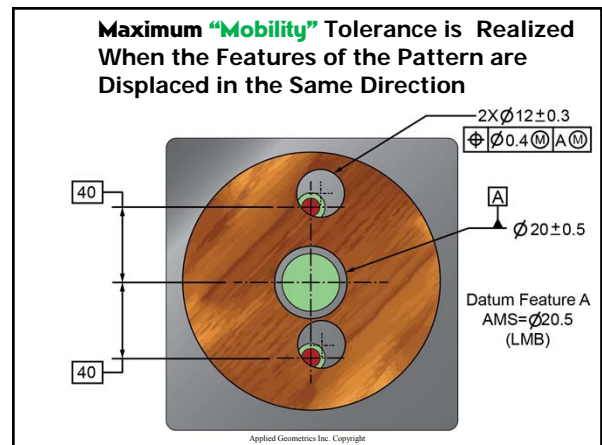 Maximum “Mobility” Tolerance is Realized
When the Features of the Pattern are
Displaced in the Same Direction
2XØ12±0.3
⌖ Ø0.4Ⓜ AⓂ
40
A
Ø20±0.5
Datum Feature A
AMS=Ø20.5
(LMB)
40
Applied Geometrics Inc. Copyright